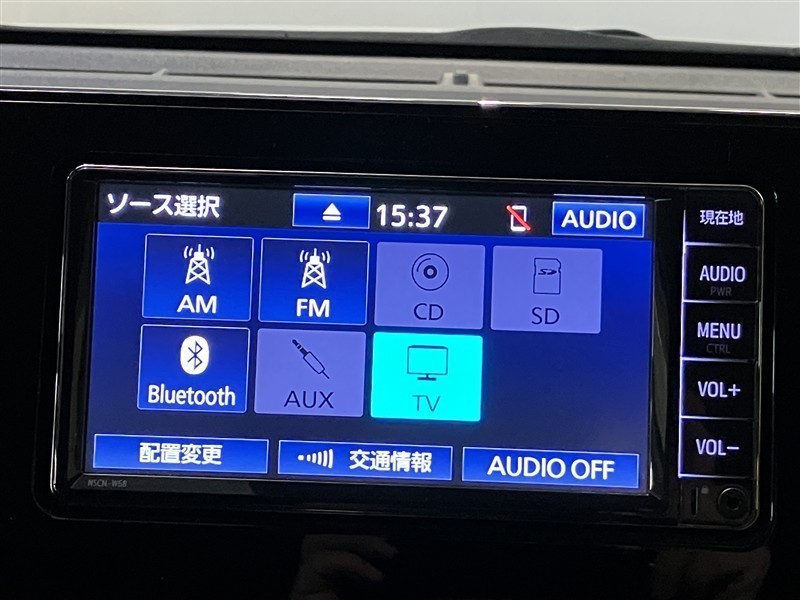 ソース選択
15:37
AUDIO
現在地
AM
FM
CD
SD
AUDIO
PWR
Bluetooth
AUX
TV
MENU
CTRL
VOL+
配置変更
交通情報
AUDIO OFF
VOL-
NSCN-W68